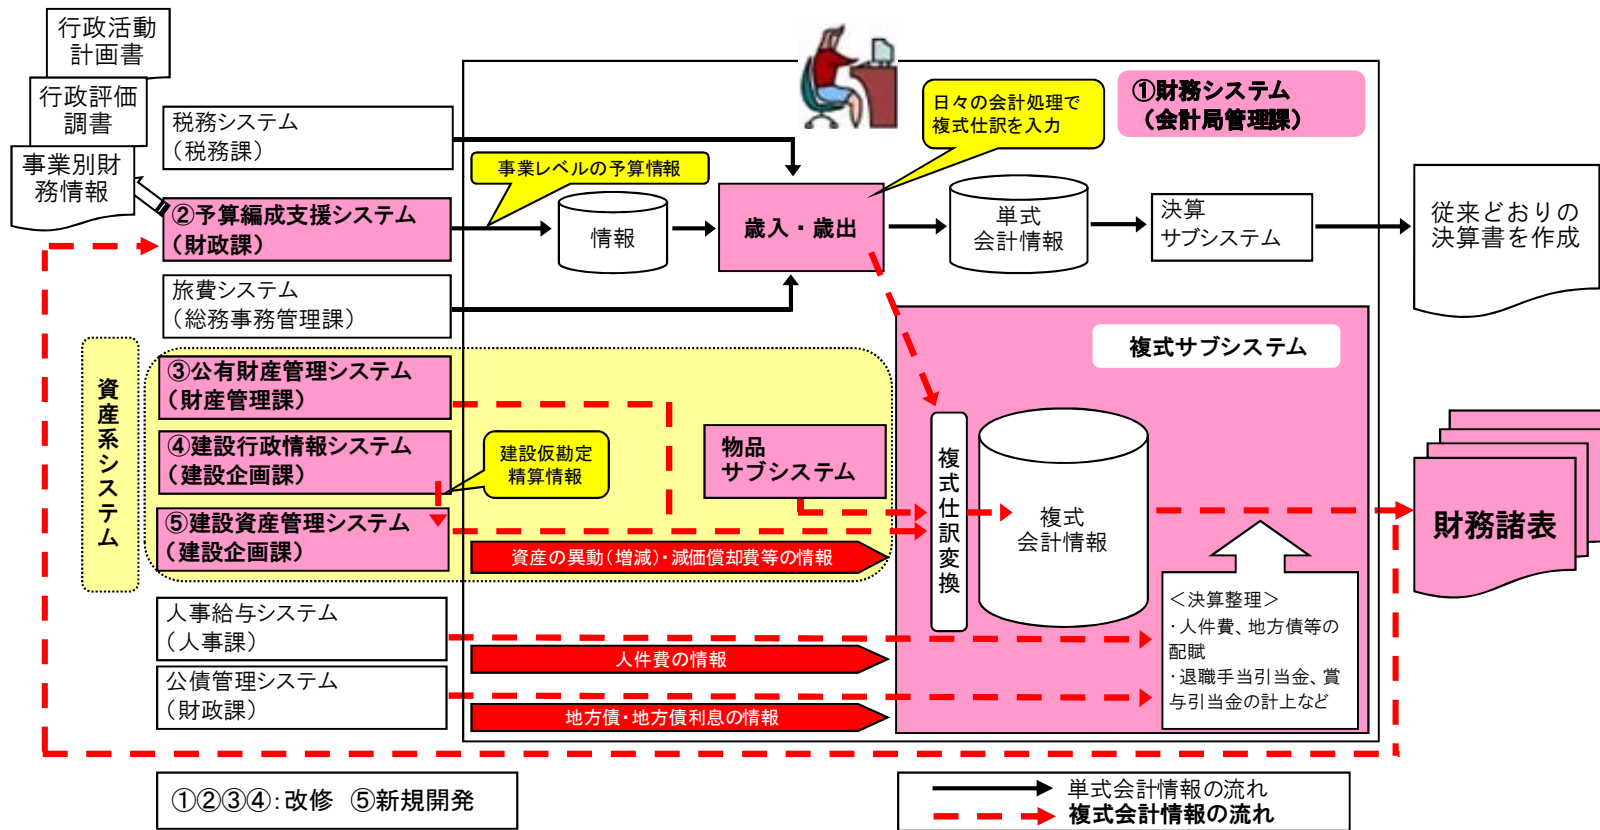 行政活動
計画書
行政評価
調書
事業別財
務情報
税務システム
（税務課）
②予算編成支援システム
（財政課）
旅費システム
（総務事務管理課）
事業レベルの予算情報
情報
歳入・歳出
日々の会計処理で
複式仕訳を入力
①財務システム
（会計局管理課）
単式
会計情報
決算
サブシステム
従来どおりの
決算書を作成
資産系システム
③公有財産管理システム
（財産管理課）
④建設行政情報システム
（建設企画課）
⑤建設資産管理システム
（建設企画課）
建設仮勘定
精算情報
物品
サブシステム
資産の異動（増減）・減価償却費等の情報
複式サブシステム
複式仕訳変換
複式
会計情報
＜決算整理＞
・人件費、地方債等の
配賦
・退職手当引当金、賞
与引当金の計上など
財務諸表
人事給与システム
（人事課）
人件費の情報
公債管理システム
（財政課）
地方債・地方債利息の情報
①②③④：改修　⑤新規開発
単式会計情報の流れ
複式会計情報の流れ